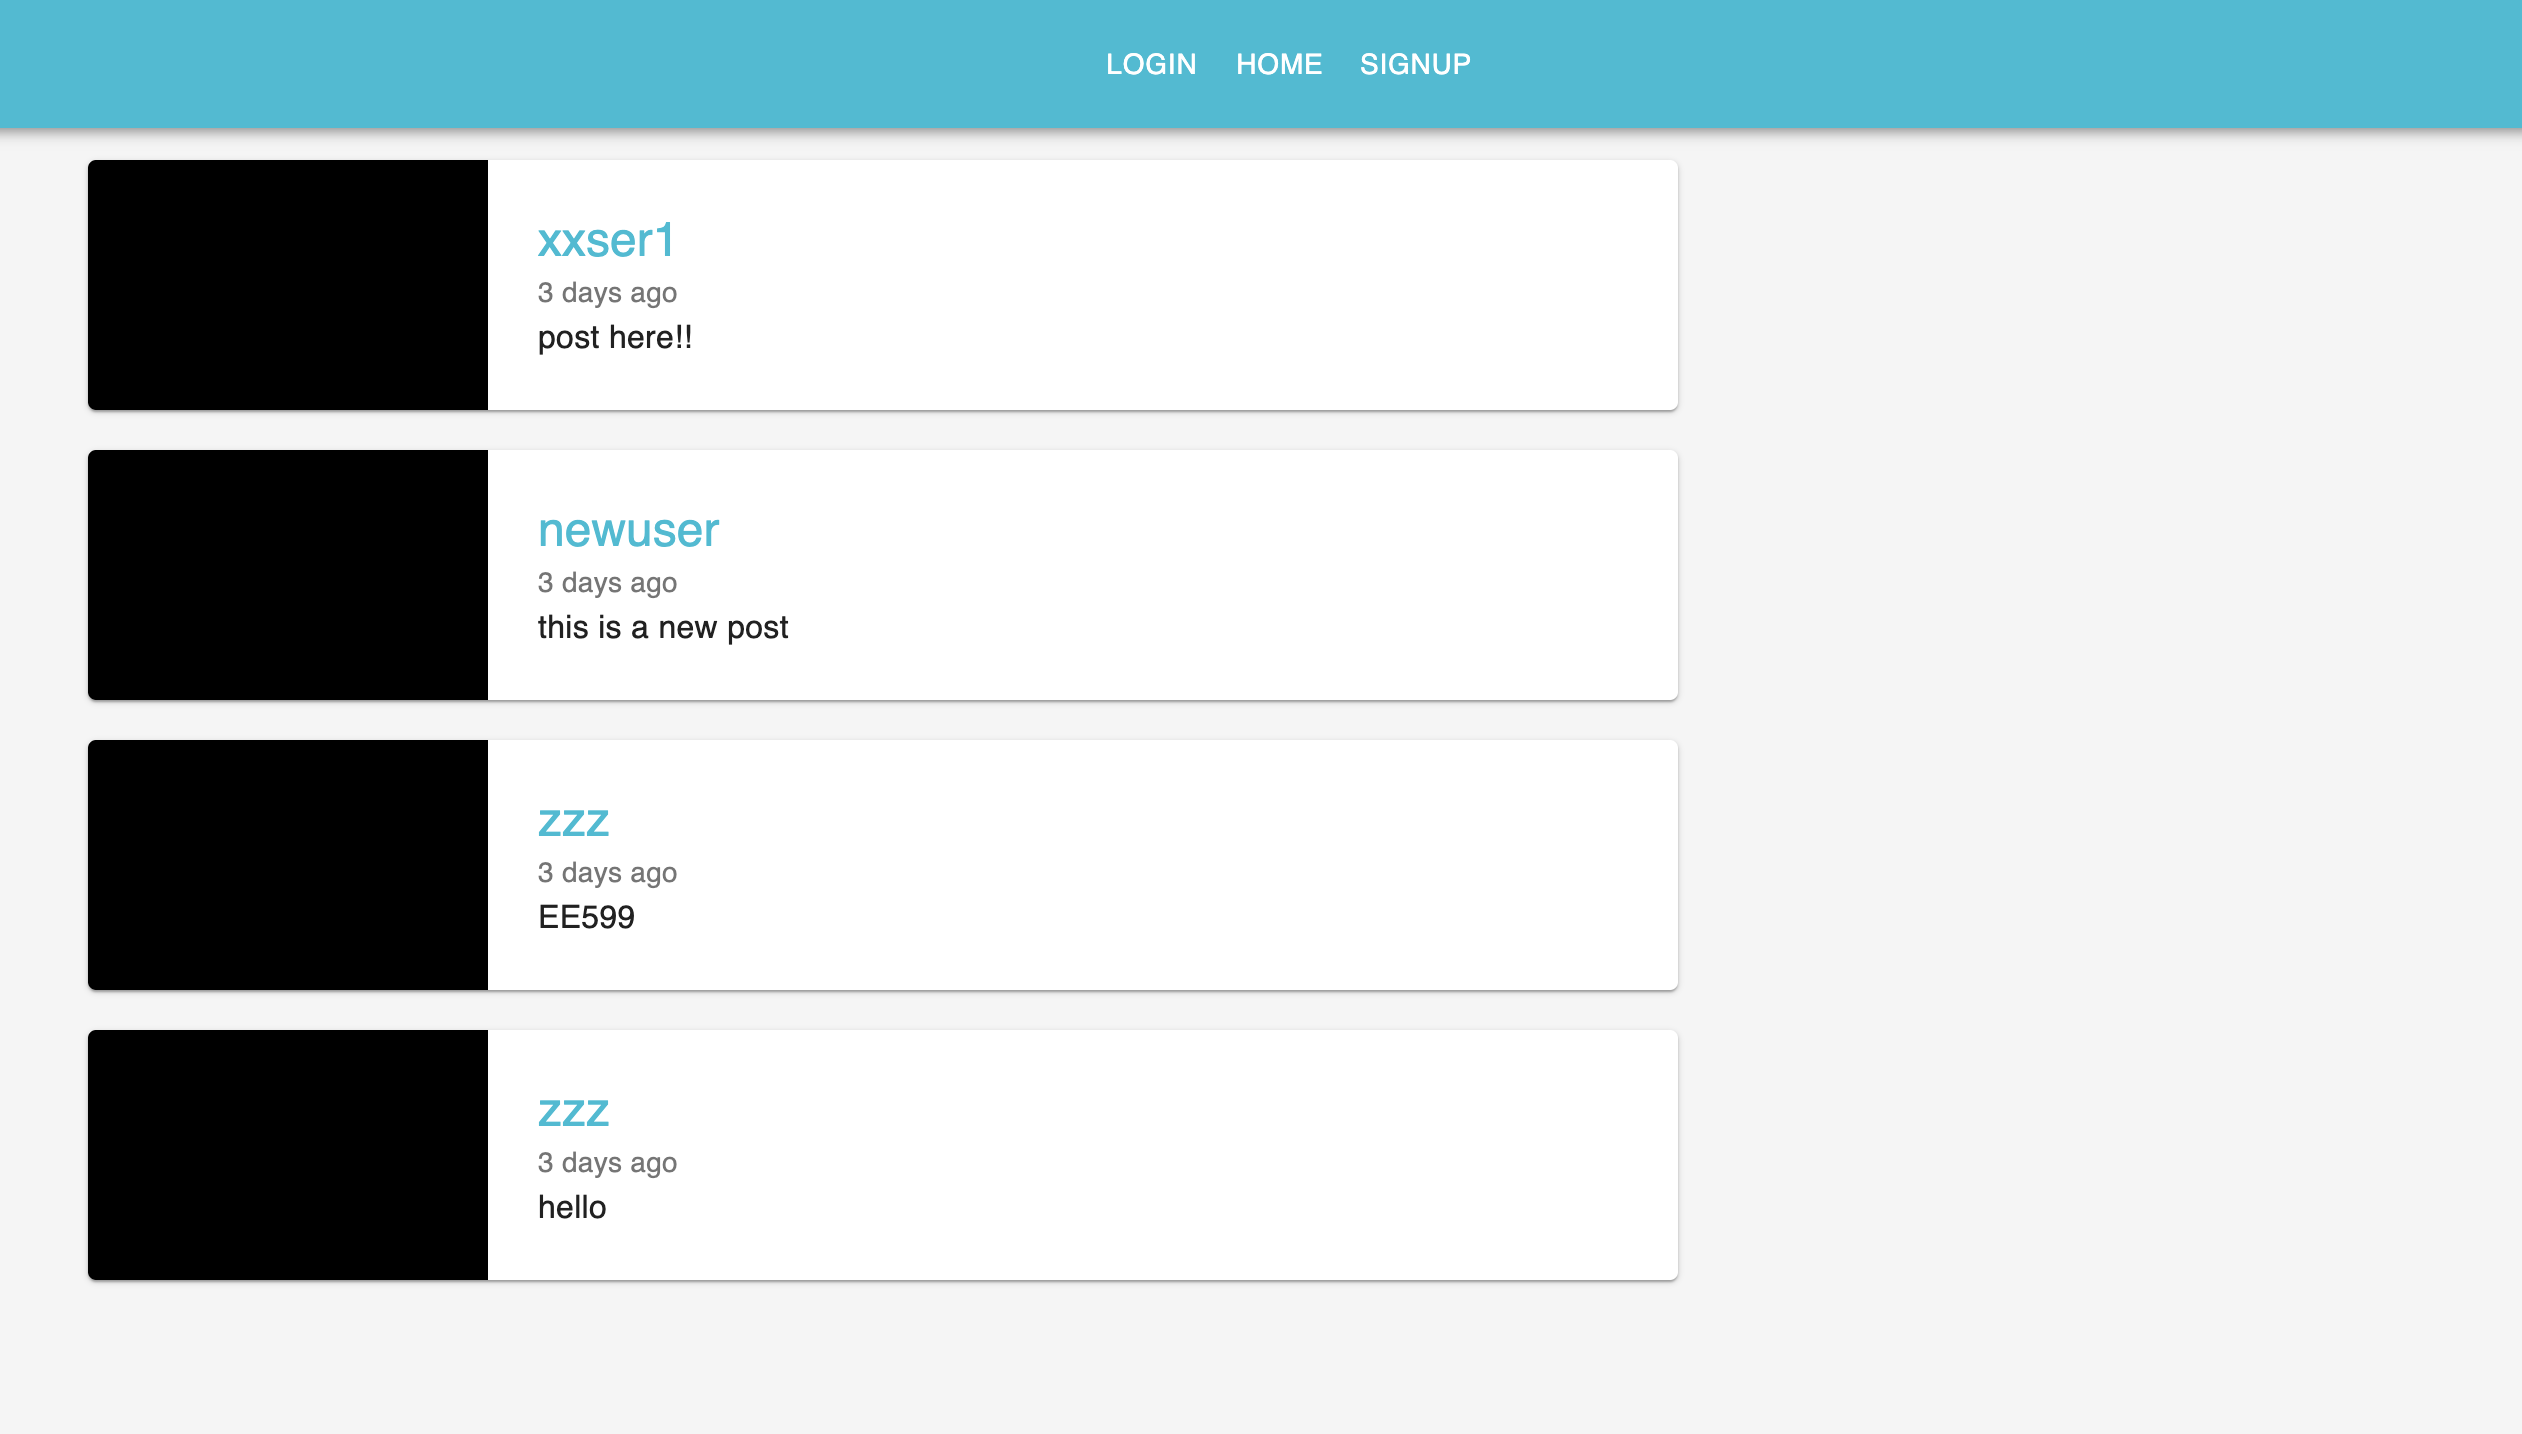 LOGIN HOME SIGNUP
xxser1
3 days ago
post here!!
newuser
3 days ago
this is a new post
zzz
3 days ago
EE599
zzz
3 days ago
hello